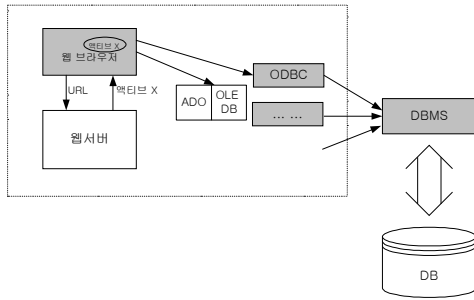 액티브 X
웹 브라우저
URL
액티브 X
웹서버
ADO
OLE
DB
ODBC
... ...
DBMS
DB